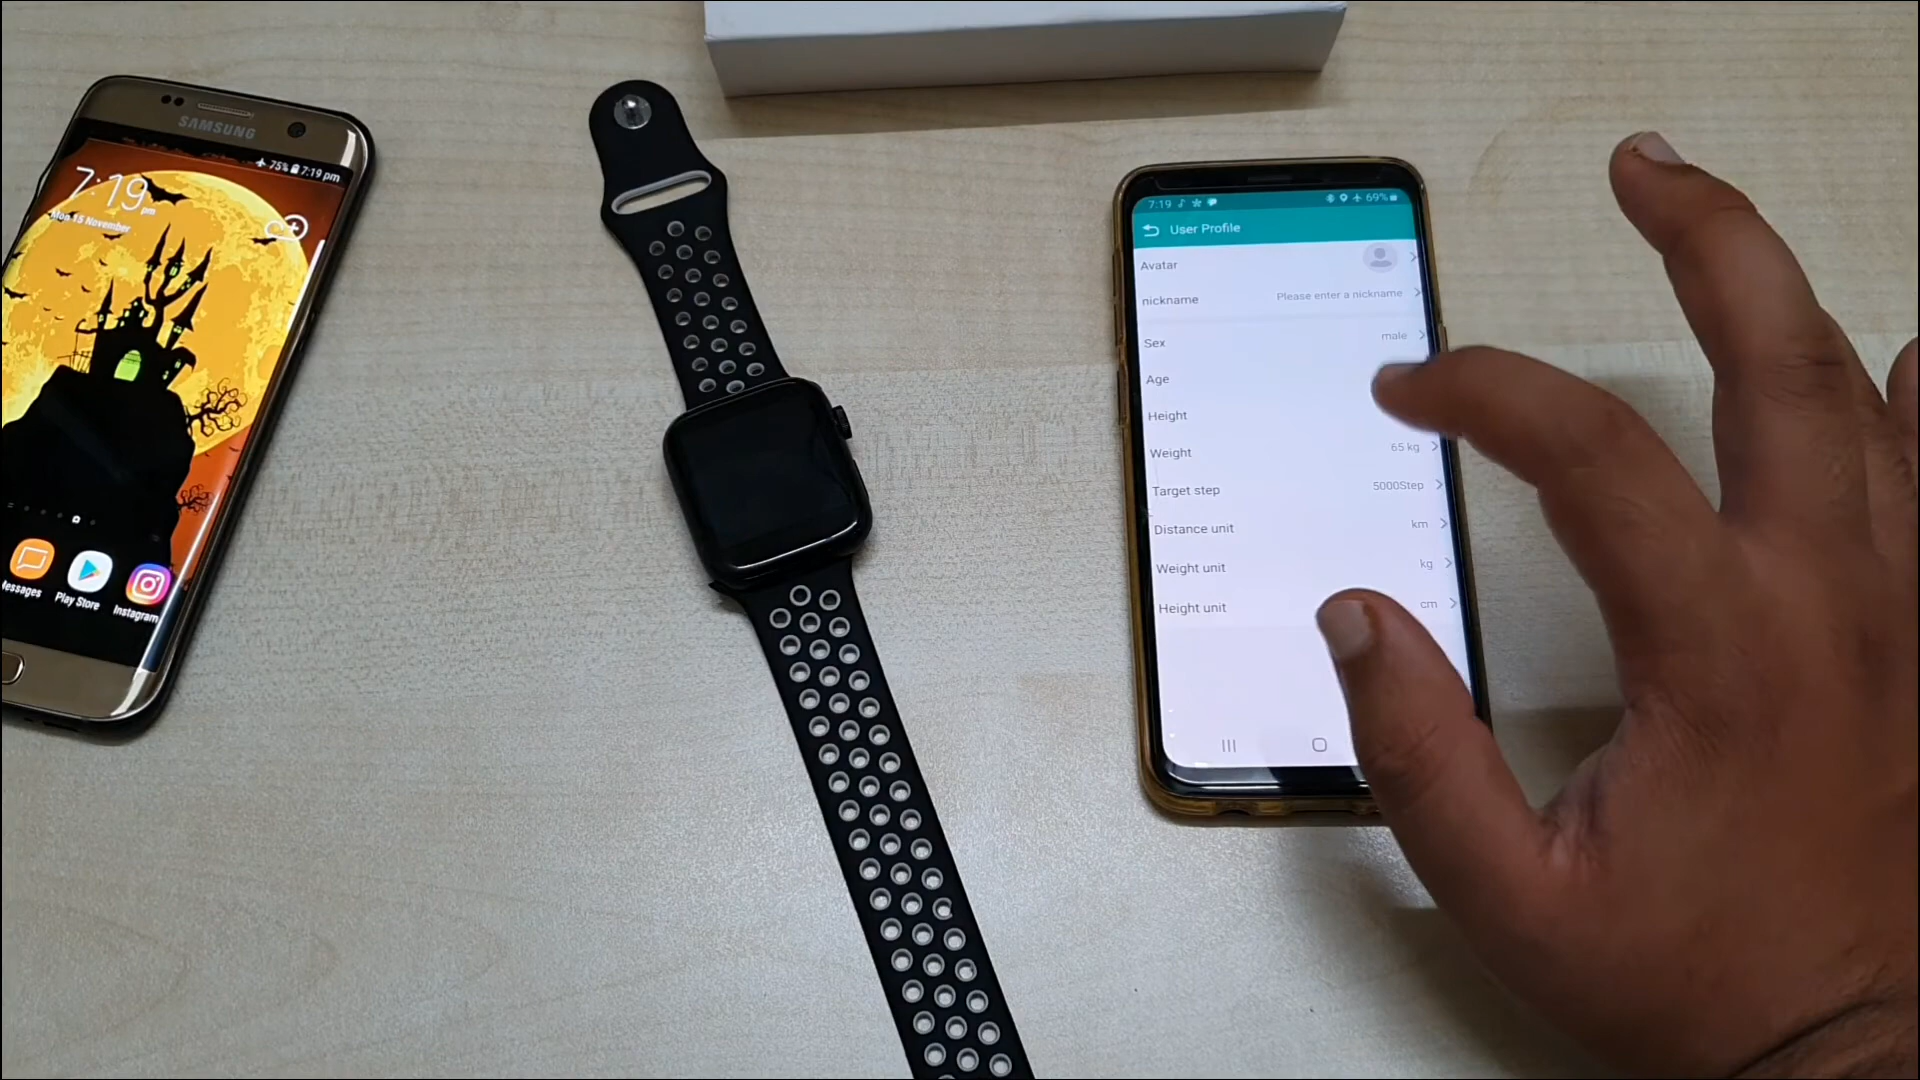 SAMSUNG
75% 7:19 pm
7:19 pm
Mon 15 November
Messages
Play Store
Instagram
7:19
69%
User Profile
Avatar
nickname Please enter a nickname
Sex male
Age
Height
Weight 65 kg
Target step 5000Step
Distance unit km
Weight unit kg
Height unit cm